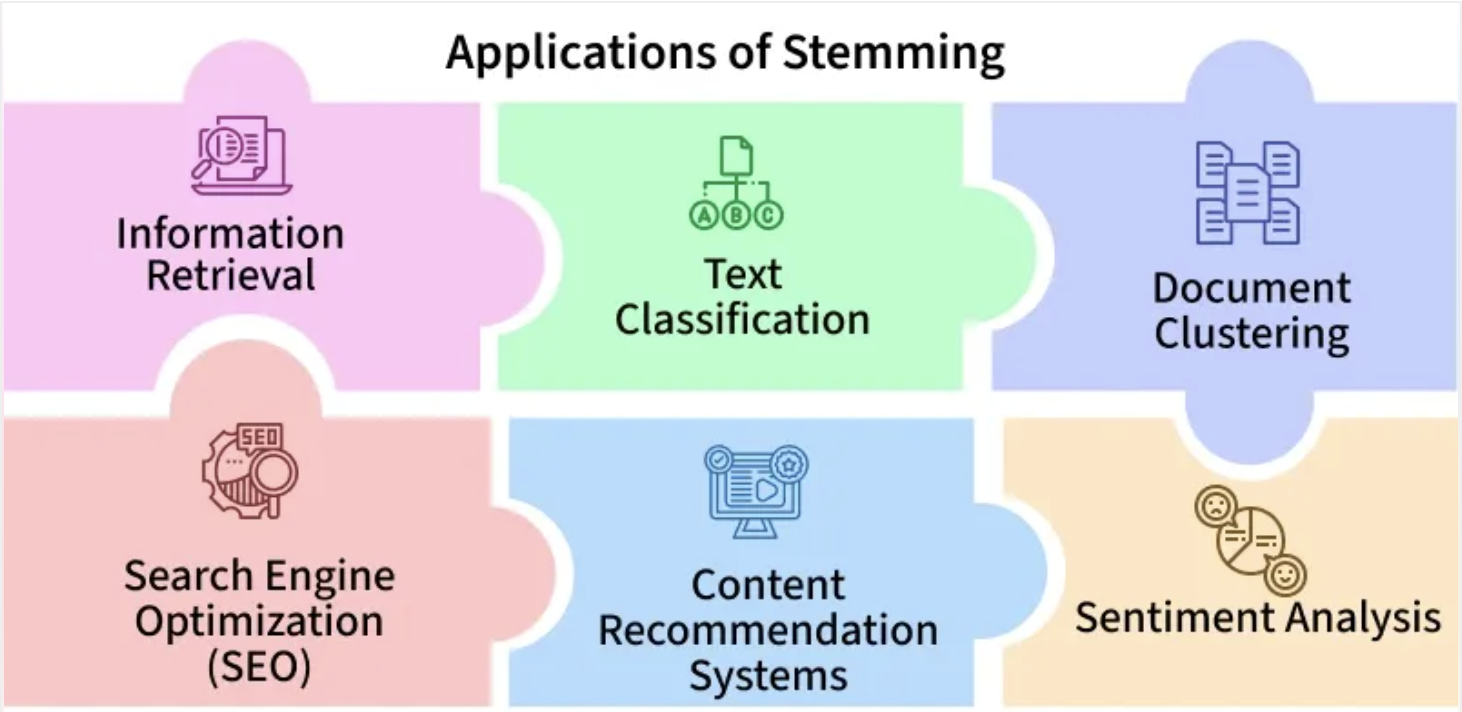 Applications of Stemming
Information
Retrieval
A B C
Text
Classification
Document
Clustering
SEO
Search Engine
Optimization
(SEO)
Content
Recommendation
Systems
Sentiment Analysis